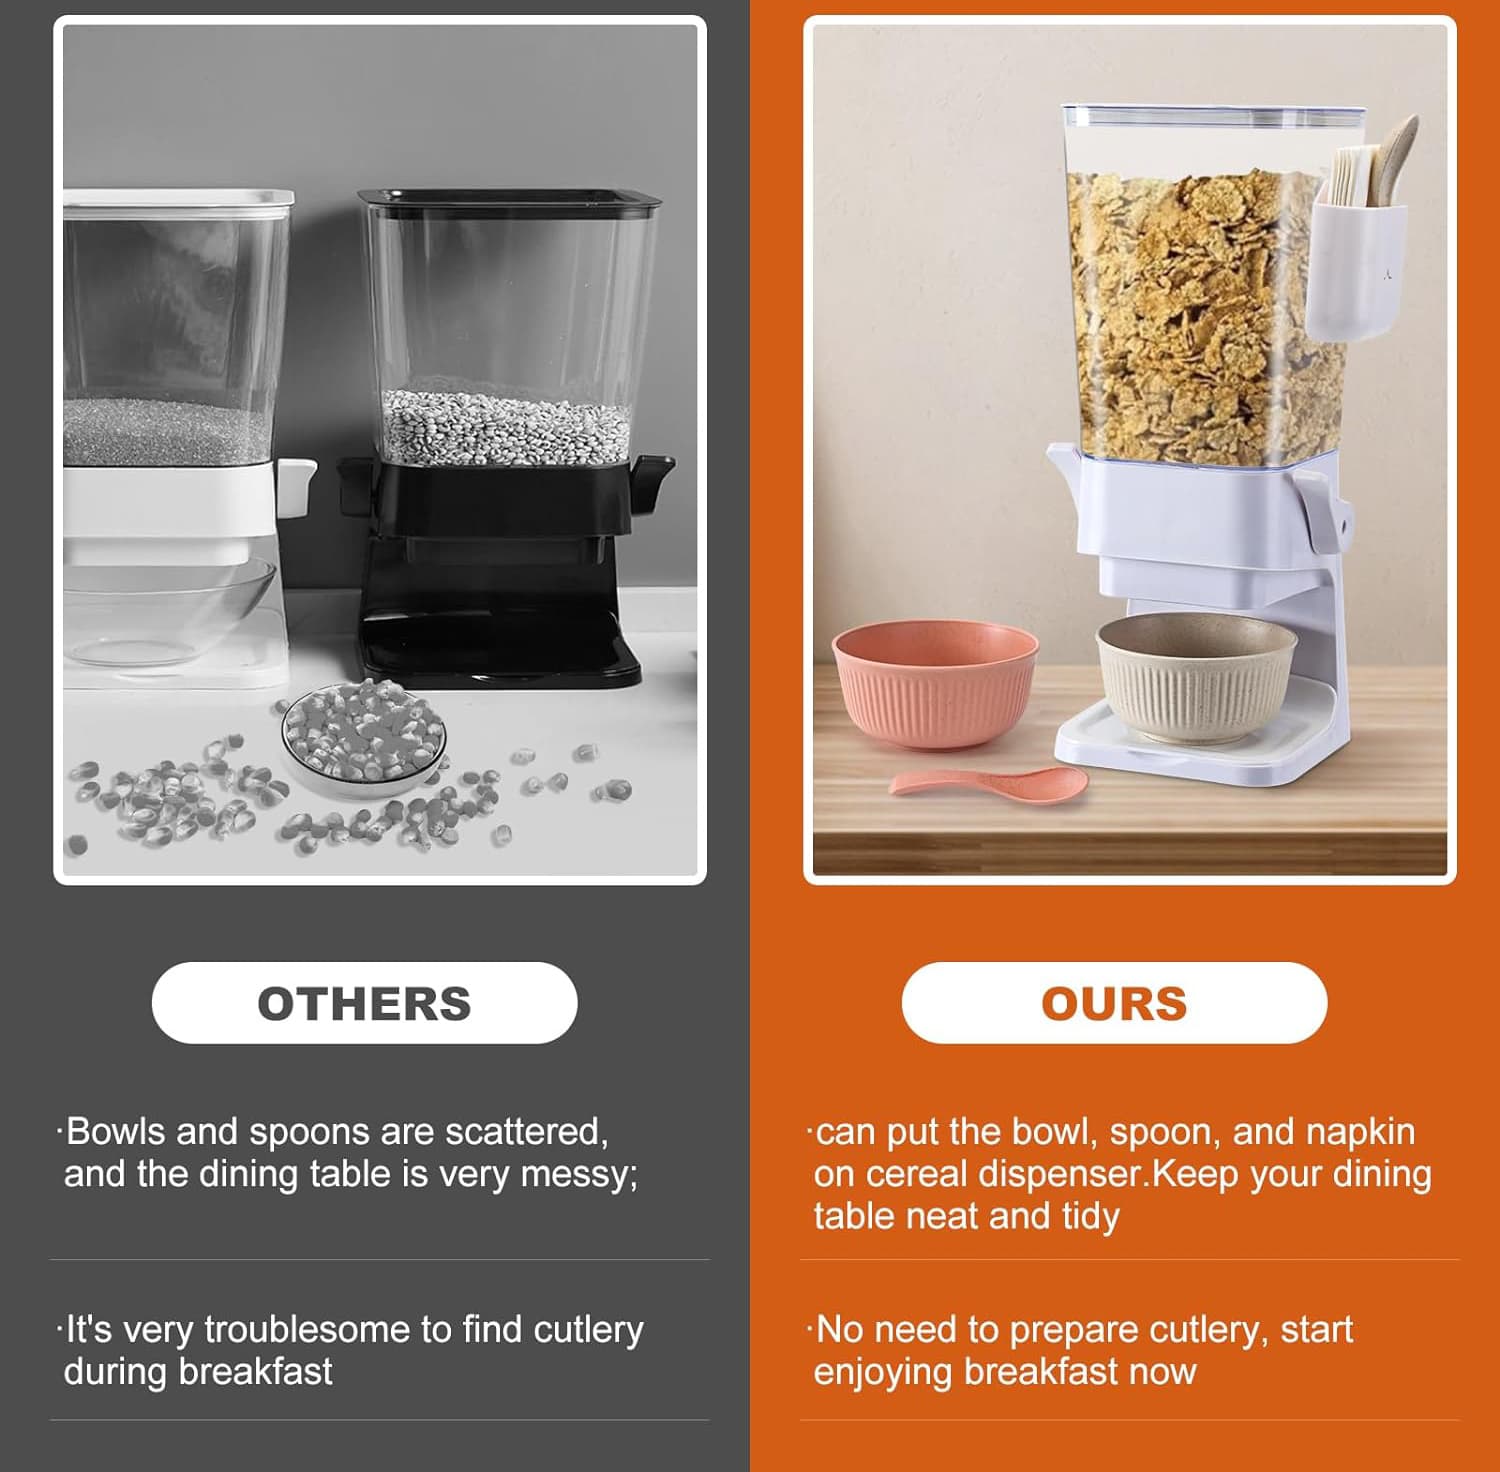 OTHERS
·Bowls and spoons are scattered,
and the dining table is very messy;
·It's very troublesome to find cutlery
during breakfast
OURS
·can put the bowl, spoon, and napkin
on cereal dispenser.Keep your dining
table neat and tidy
·No need to prepare cutlery, start
enjoying breakfast now